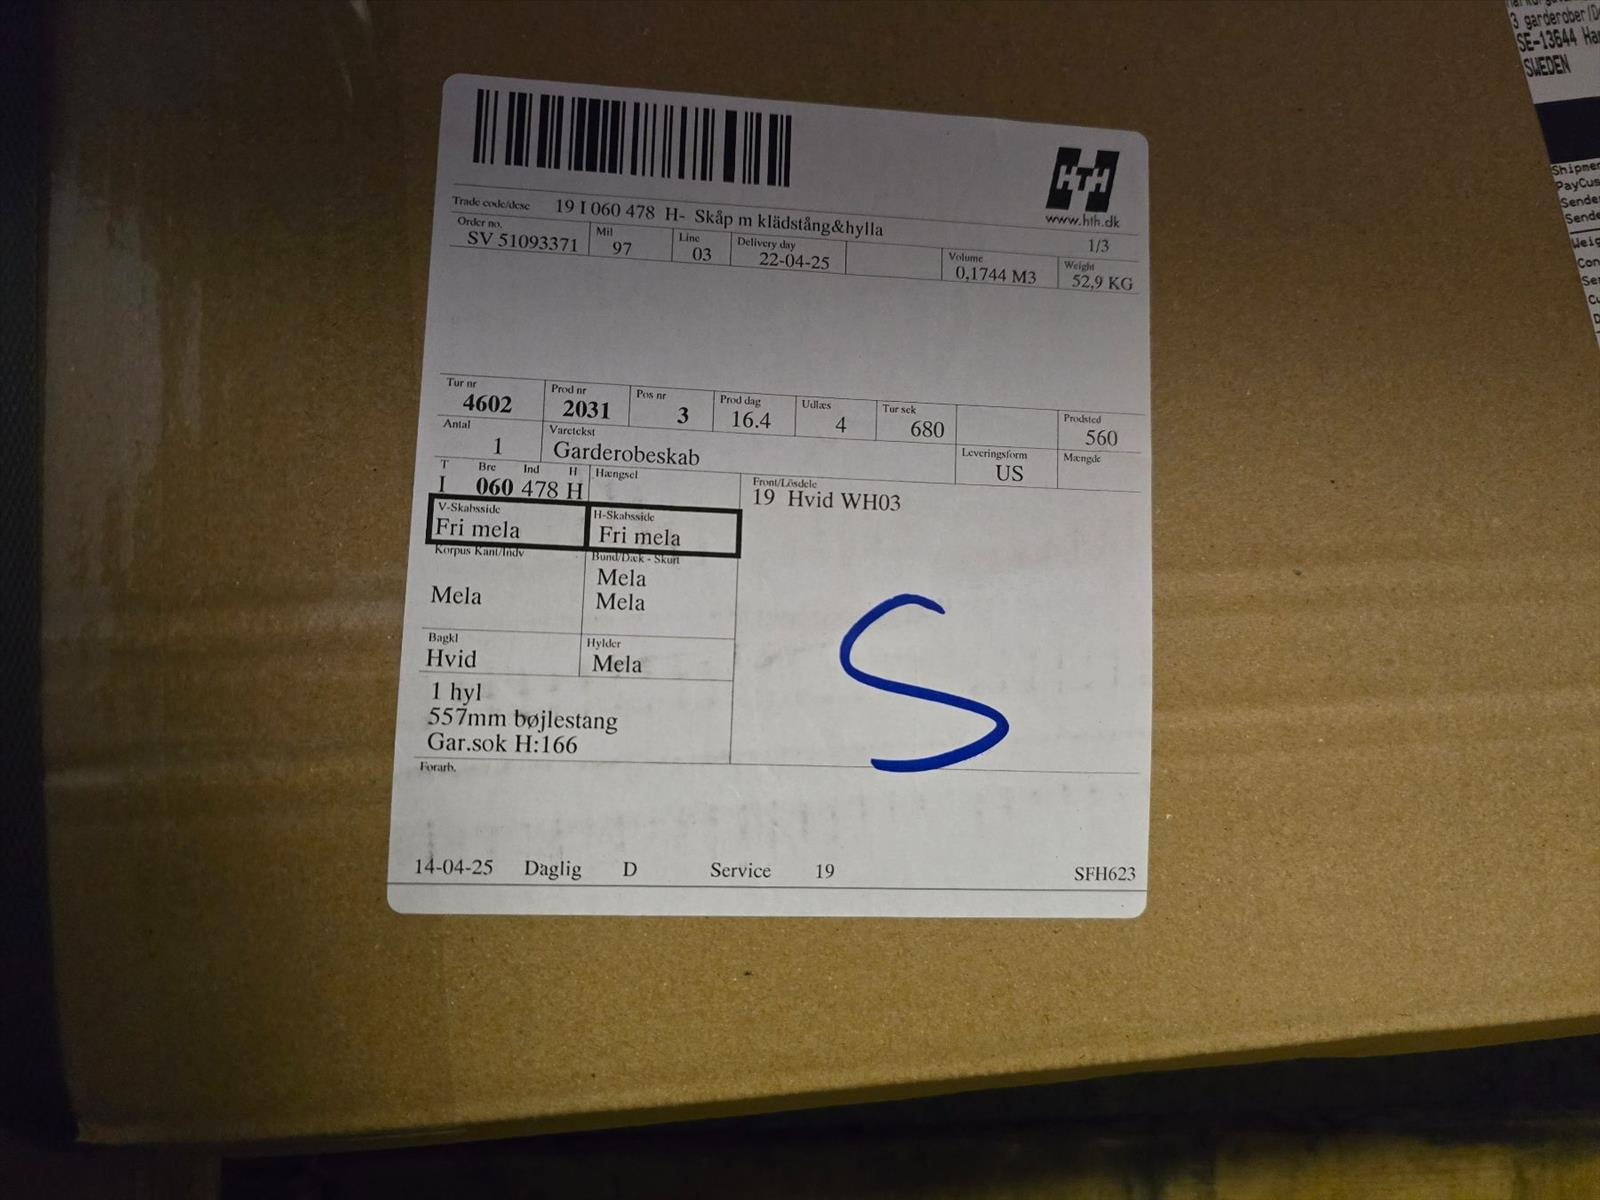 HTH
www.hth.dk
Trade code/desc 19 I 060 478 H- Skåp m klädstång&hylla 1/3
Order no. SV 51093371 Mil 97 Line 03 Delivery day 22-04-25 Volume 0,1744 M3 Weight 52,9 KG
Tur nr 4602 Prod nr 2031 Pos nr 3 Prod dag 16.4 Udlæs 4 Tur sek 680 Prodsted 560
Antal 1 Varetekst Garderobeskab Leveringsform US Mængde
T Bre Ind H Hængsel Front/Lösdele
I 060 478 H 19 Hvid WH03
V-Skabsside H-Skabsside
Fri mela Fri mela
Korpus Kant/Indv Bund/Dæk - Skurt
Mela
Mela Mela
Bagkl Hylder
Hvid Mela
1 hyl
557mm bøjlestang
Gar.sok H:166
S
Forarb.
14-04-25 Daglig D Service 19 SFH623
3 garderober/
SE-13644
SWEDEN